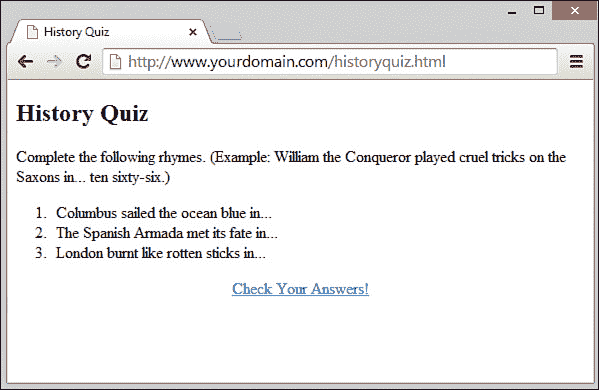 History Quiz
http://www.yourdomain.com/historyquiz.html
History Quiz
Complete the following rhymes. (Example: William the Conqueror played cruel tricks on the
Saxons in... ten sixty-six.)
1. Columbus sailed the ocean blue in...
2. The Spanish Armada met its fate in...
3. London burnt like rotten sticks in...
Check Your Answers!